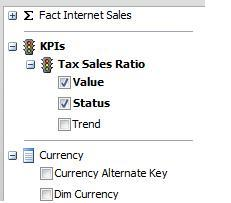 Σ Fact Internet Sales
KPIs
Tax Sales Ratio
Value
Status
Trend
Currency
Currency Alternate Key
Dim Currency